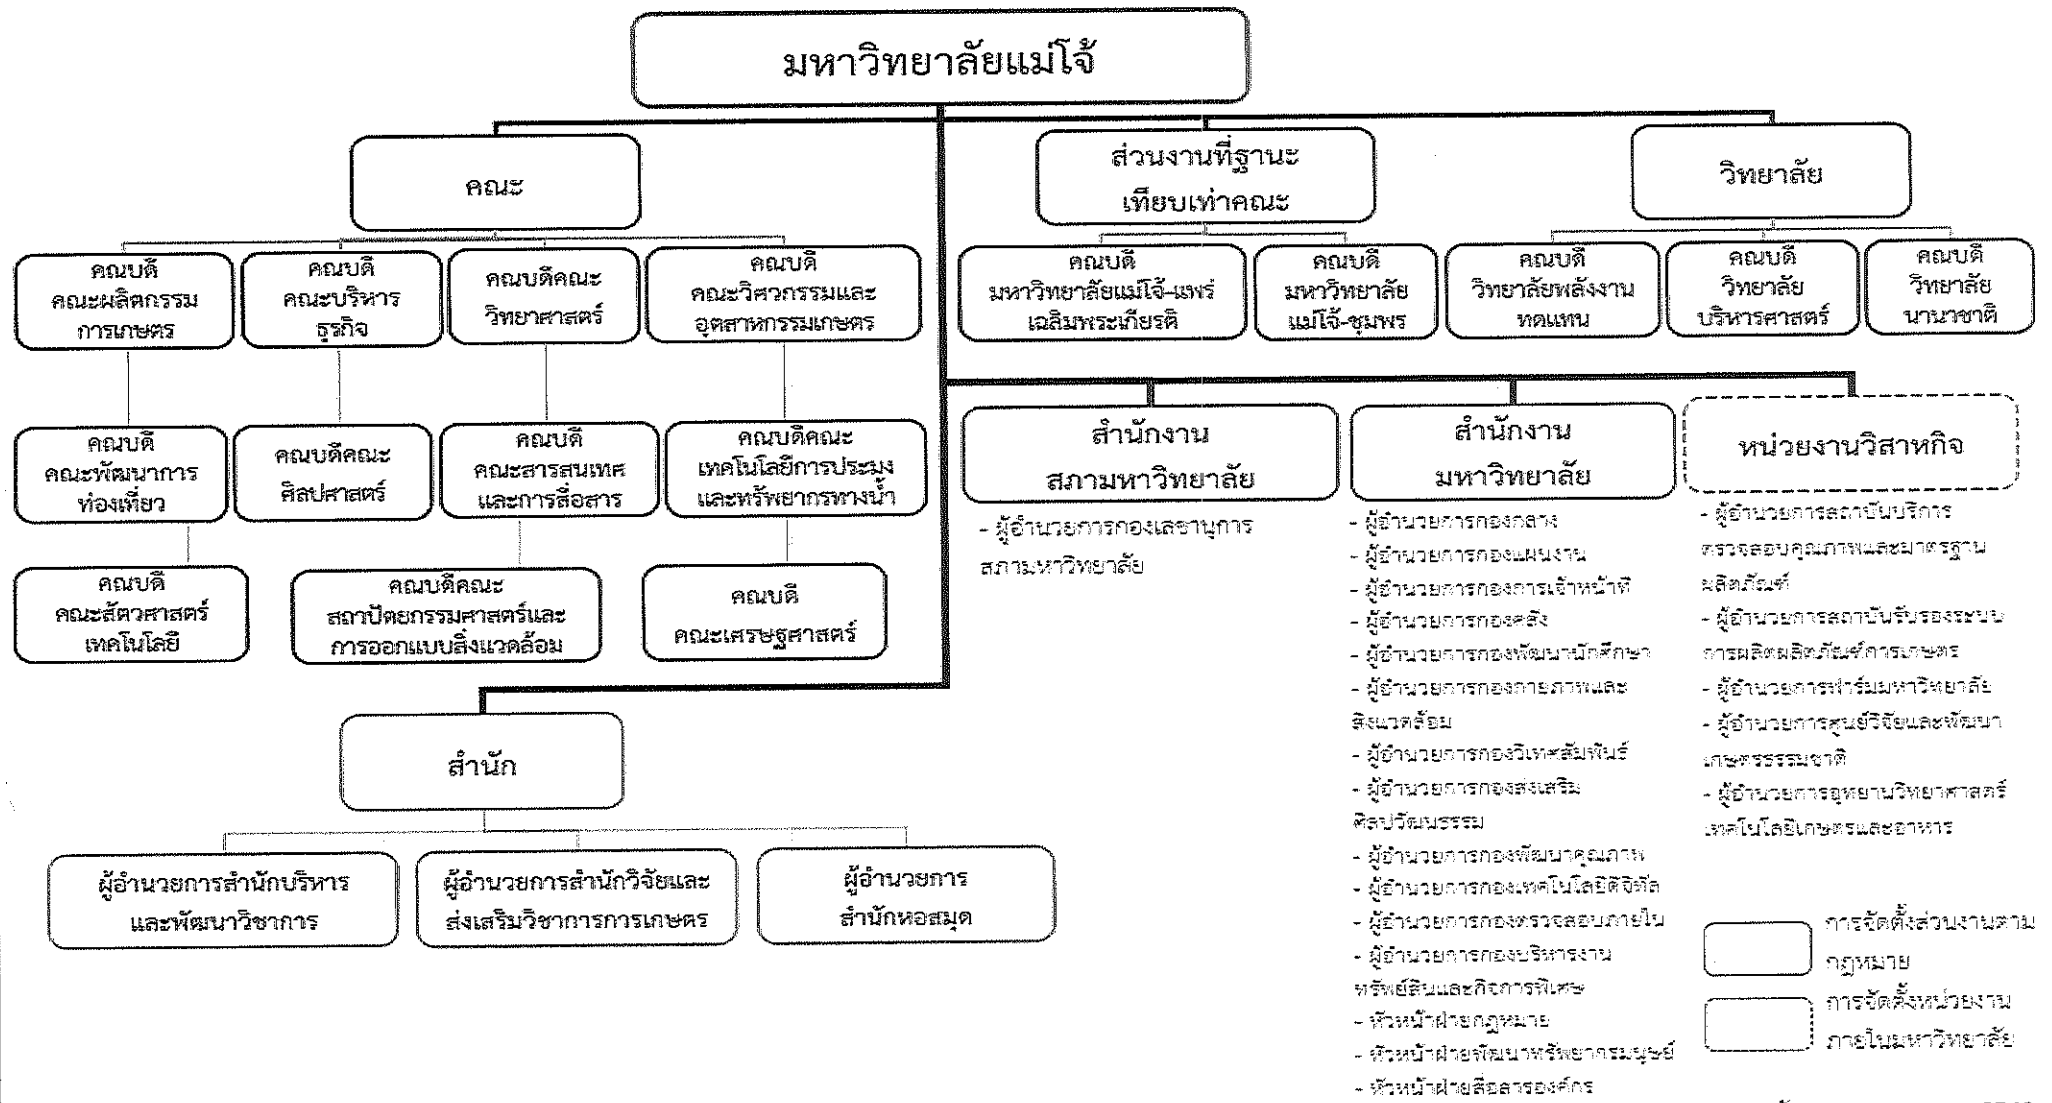 มหาวิทยาลัยแม่โจ้
คณะ
ส่วนงานที่ฐานะ
เทียบเท่าคณะ
วิทยาลัย
คณบดี
คณะผลิตกรรม
การเกษตร
คณบดี
คณะบริหาร
ธุรกิจ
คณบดีคณะ
วิทยาศาสตร์
คณบดี
คณะวิศวกรรมและ
อุตสาหกรรมเกษตร
คณบดี
มหาวิทยาลัยแม่โจ้-แพร่
เฉลิมพระเกียรติ
คณบดี
มหาวิทยาลัย
แม่โจ้-ชุมพร
คณบดี
วิทยาลัยพลังงาน
ทดแทน
คณบดี
วิทยาลัย
บริหารศาสตร์
คณบดี
วิทยาลัย
นานาชาติ
คณบดี
คณะพัฒนาการ
ท่องเที่ยว
คณบดีคณะ
ศิลปศาสตร์
คณบดี
คณะสารสนเทศ
และการสื่อสาร
คณบดีคณะ
เทคโนโลยีการประมง
และทรัพยากรทางน้ำ
คณบดี
คณะสัตวศาสตร์
เทคโนโลยี
คณบดีคณะ
สถาปัตยกรรมศาสตร์และ
การออกแบบสิ่งแวดล้อม
คณบดี
คณะเศรษฐศาสตร์
สำนักงาน
สภามหาวิทยาลัย
- ผู้อำนวยการกองเลขานุการ
สภามหาวิทยาลัย
สำนักงาน
มหาวิทยาลัย
- ผู้อำนวยการกองกลาง
- ผู้อำนวยการกองแผนงาน
- ผู้อำนวยการกองการเจ้าหน้าที่
- ผู้อำนวยการกองคลัง
- ผู้อำนวยการกองพัฒนานักศึกษา
- ผู้อำนวยการกองกายภาพและ
สิ่งแวดล้อม
- ผู้อำนวยการกองวิเทศสัมพันธ์
- ผู้อำนวยการกองส่งเสริม
ศิลปวัฒนธรรม
- ผู้อำนวยการกองพัฒนาคุณภาพ
- ผู้อำนวยการกองเทคโนโลยีดิจิทัล
- ผู้อำนวยการกองตรวจสอบภายใน
- ผู้อำนวยการกองบริหารงาน
ทรัพย์สินและกิจการพิเศษ
- หัวหน้าฝ่ายกฎหมาย
- หัวหน้าฝ่ายพัฒนาทรัพยากรมนุษย์
- หัวหน้าฝ่ายสื่อสารองค์กร
หน่วยงานวิสาหกิจ
- ผู้อำนวยการสถาบันบริการ
ตรวจสอบคุณภาพและมาตรฐาน
ผลิตภัณฑ์
- ผู้อำนวยการสถาบันรับรองระบบ
การผลิตผลิตภัณฑ์การเกษตร
- ผู้อำนวยการฟาร์มมหาวิทยาลัย
- ผู้อำนวยการศูนย์วิจัยและพัฒนา
เกษตรธรรมชาติ
- ผู้อำนวยการอุทยานวิทยาศาสตร์
เทคโนโลยีเกษตรและอาหาร
สำนัก
ผู้อำนวยการสำนักบริหาร
และพัฒนาวิชาการ
ผู้อำนวยการสำนักวิจัยและ
ส่งเสริมวิชาการการเกษตร
ผู้อำนวยการ
สำนักหอสมุด
การจัดตั้งส่วนงานตาม
กฎหมาย
การจัดตั้งหน่วยงาน
ภายในมหาวิทยาลัย